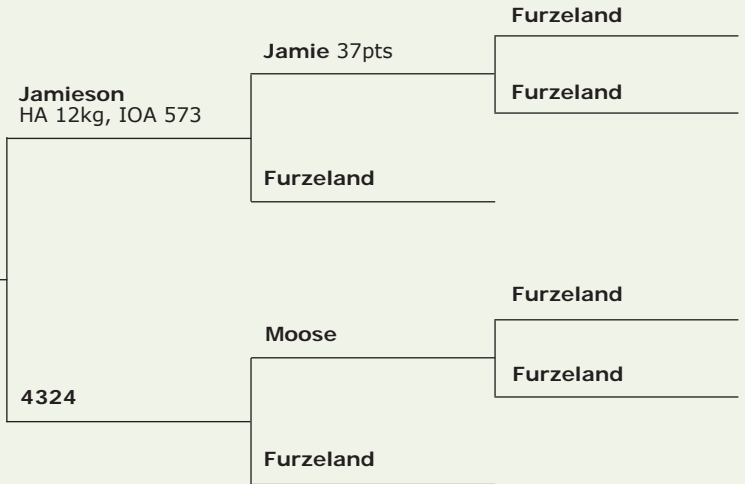 Furzeland
Jamie 37pts
Furzeland
Jamieson
HA 12kg, IOA 573
Furzeland
Furzeland
Moose
Furzeland
4324
Furzeland